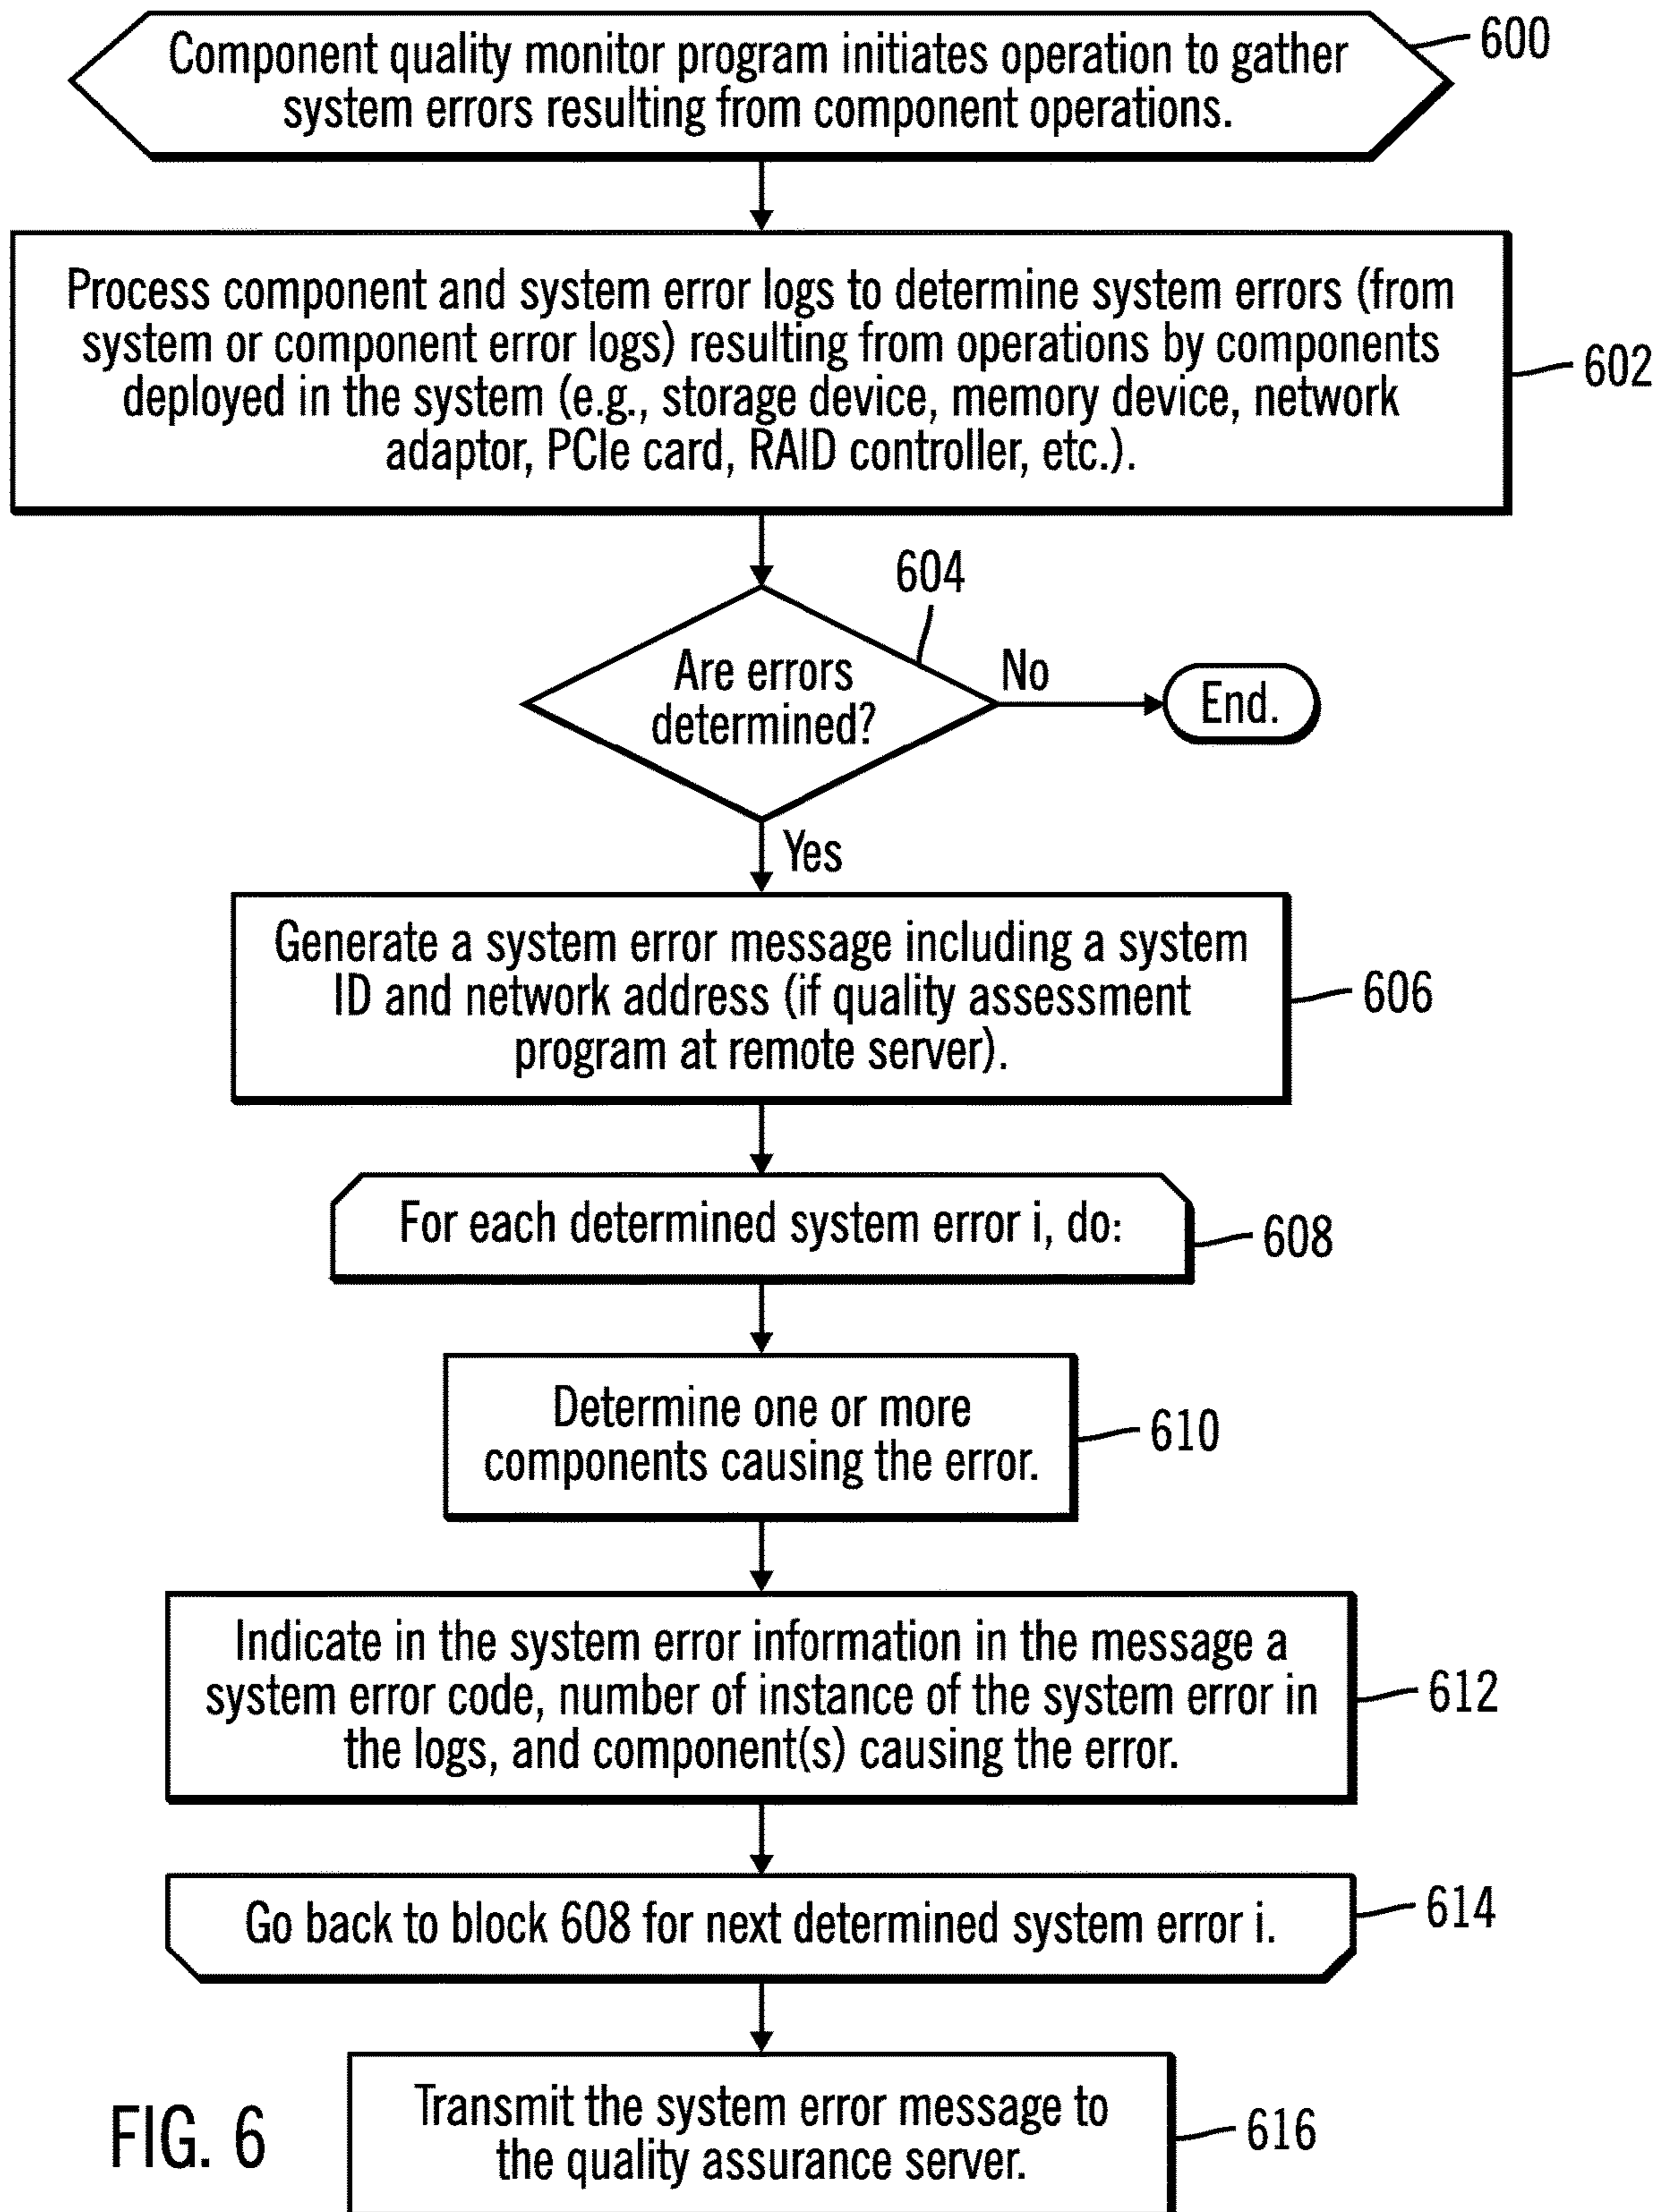 Component quality monitor program initiates operation to gather
system errors resulting from component operations.
600
Process component and system error logs to determine system errors (from
system or component error logs) resulting from operations by components
deployed in the system (e.g., storage device, memory device, network
adaptor, PCIe card, RAID controller, etc.).
602
604
Are errors
determined?
No
End.
Yes
Generate a system error message including a system
ID and network address (if quality assessment
program at remote server).
606
For each determined system error i, do:
608
Determine one or more
components causing the error.
610
Indicate in the system error information in the message a
system error code, number of instance of the system error in
the logs, and component(s) causing the error.
612
Go back to block 608 for next determined system error i.
614
Transmit the system error message to
the quality assurance server.
616
FIG. 6